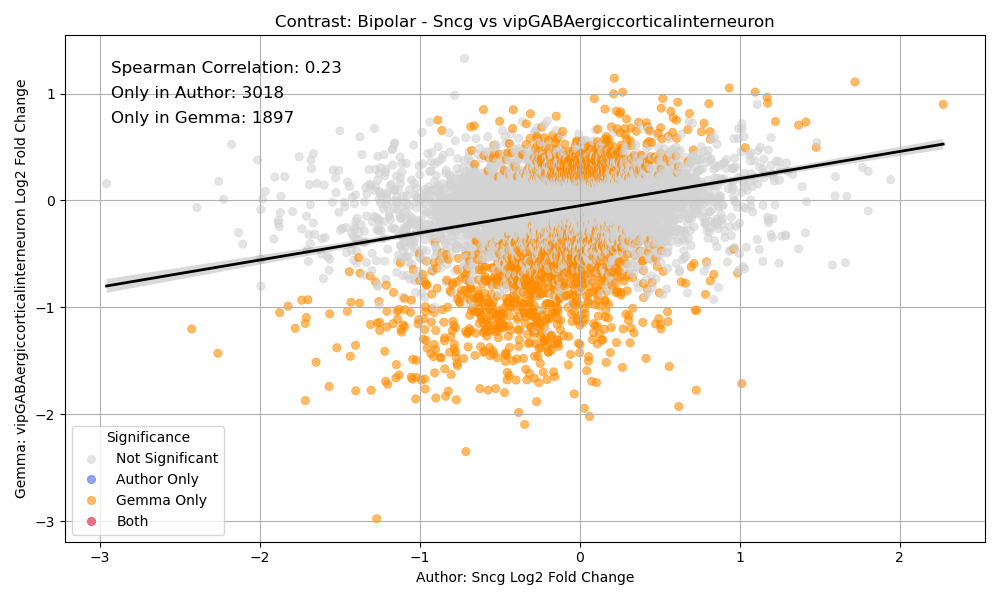 Contrast: Bipolar - Sncg vs vipGABAergiccorticalinterneuron
Spearman Correlation: 0.23
Only in Author: 3018
Only in Gemma: 1897
Gemma: vipGABAergiccorticalinterneuron Log2 Fold Change
1
0
−1
−2
−3
Significance
Not Significant
Author Only
Gemma Only
Both
−3 −2 −1 0 1 2
Author: Sncg Log2 Fold Change